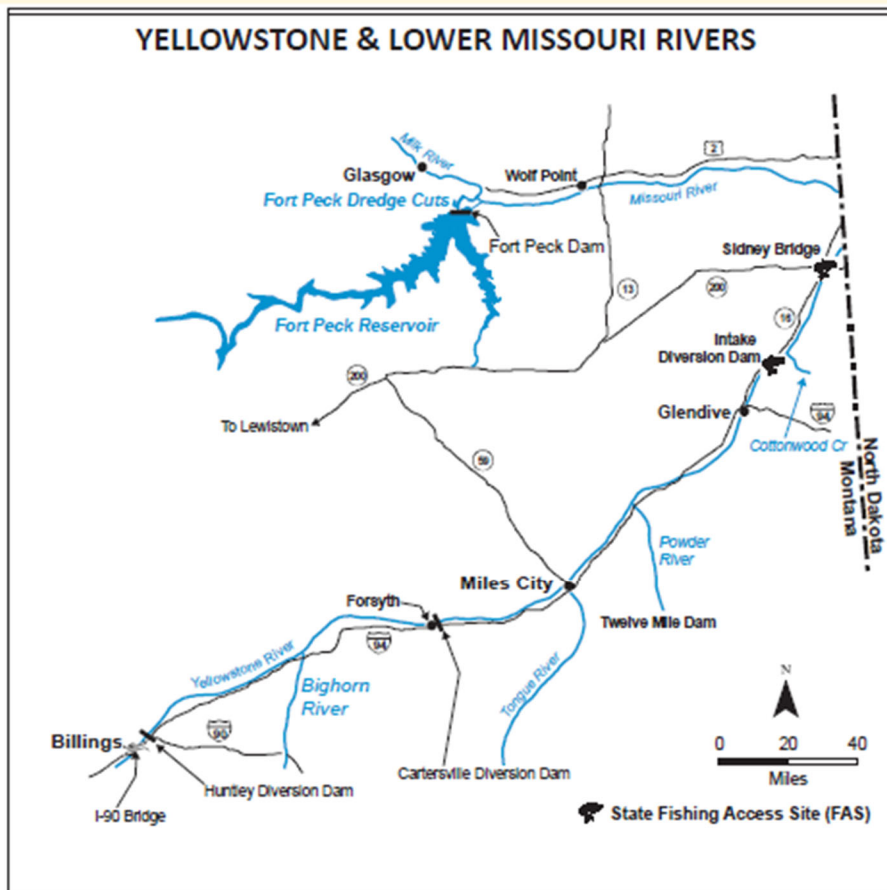 YELLOWSTONE & LOWER MISSOURI RIVERS
Milk River
Glasgow
Wolf Point
2
Missouri River
Fort Peck Dredge Cuts
Fort Peck Dam
Sidney Bridge
13
200
16
Fort Peck Reservoir
Intake
Diversion Dam
200
Glendive
94
To Lewistown
Cottonwood Cr
North Dakota
Montana
59
Powder
River
Miles City
Forsyth
Twelve Mile Dam
94
Yellowstone River
Bighorn
River
Tongue River
N
90
Billings
0 20 40
Miles
Cartersville Diversion Dam
Huntley Diversion Dam
I-90 Bridge
State Fishing Access Site (FAS)